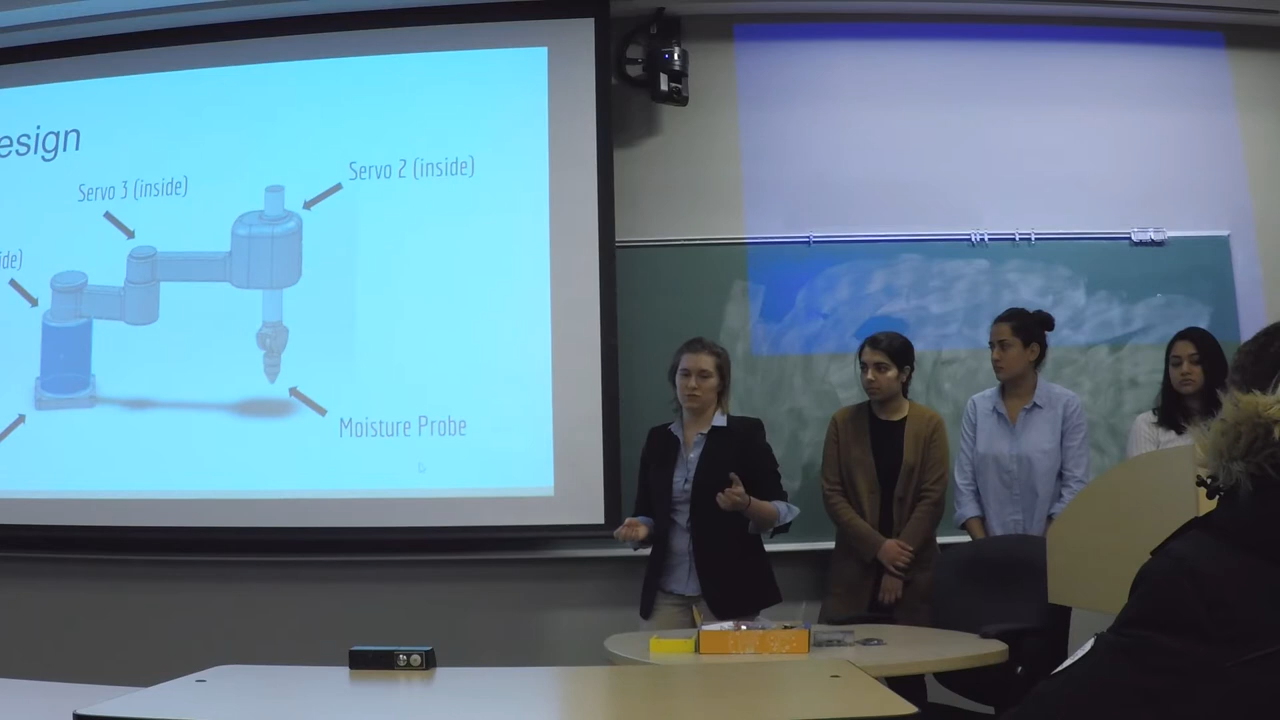 esign
Servo 2 (inside)
Servo 3 (inside)
ide)
Moisture Probe